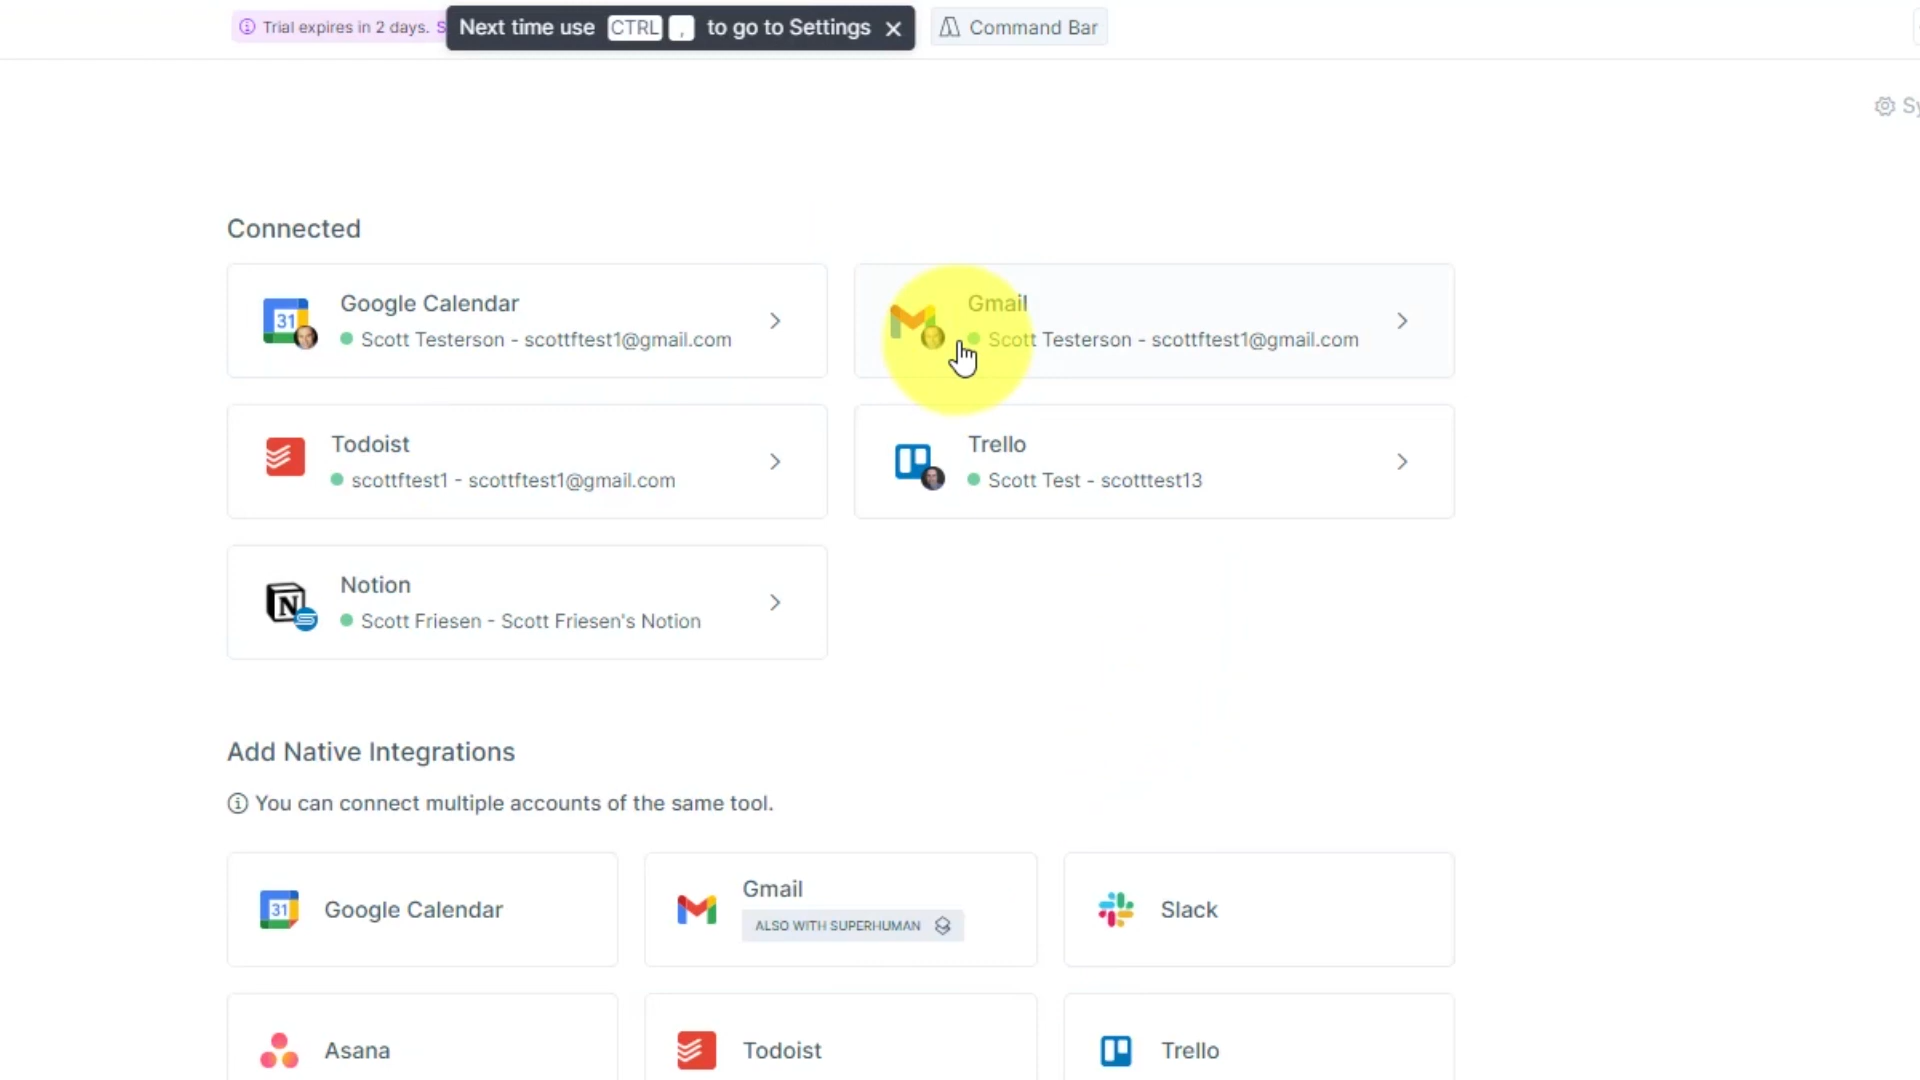 Trial expires in 2 days. S
Next time use CTRL , to go to Settings
Command Bar
Sy
Connected
Google Calendar
Scott Testerson - scottftest1@gmail.com
Gmail
Scott Testerson - scottftest1@gmail.com
Todoist
scottftest1 - scottftest1@gmail.com
Trello
Scott Test - scotttest13
Notion
Scott Friesen - Scott Friesen's Notion
Add Native Integrations
You can connect multiple accounts of the same tool.
31 Google Calendar
Gmail
ALSO WITH SUPERHUMAN
Slack
Asana
Todoist
Trello